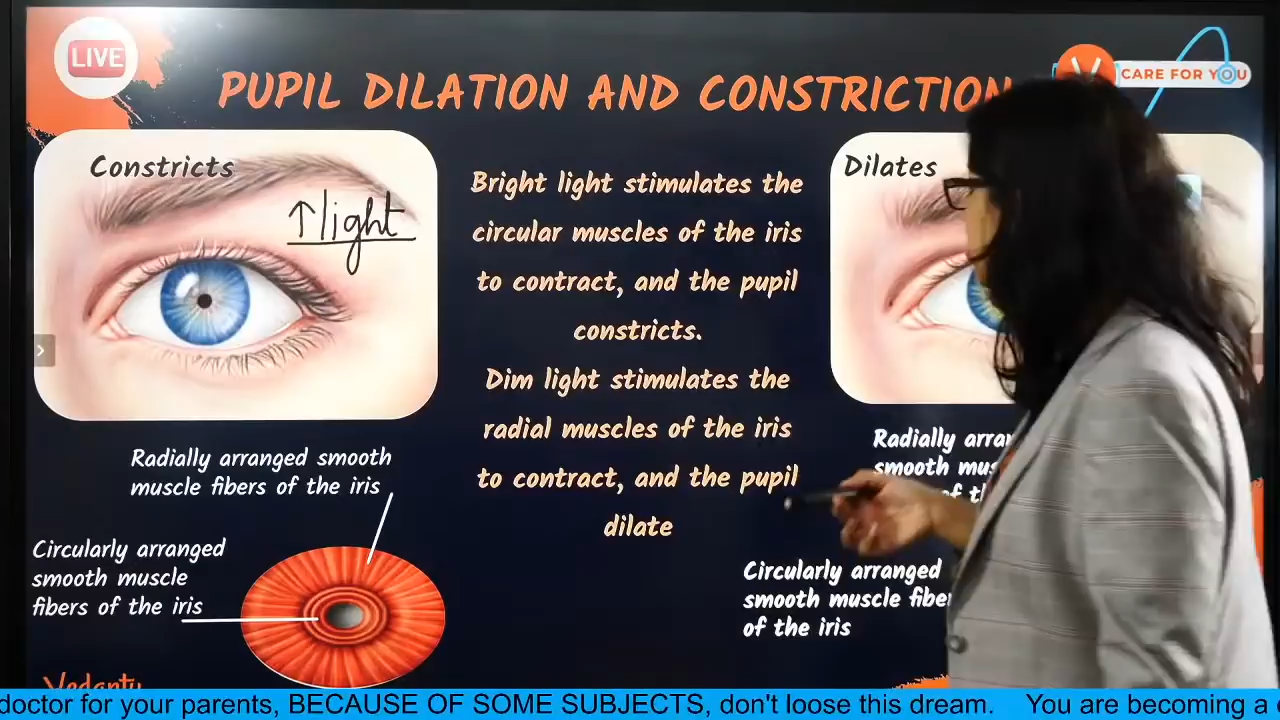 LIVE
PUPIL DILATION AND CONSTRICTION
CARE FOR YOU
Constricts
↑light
Bright light stimulates the
circular muscles of the iris
to contract, and the pupil
constricts.
Dim light stimulates the
radial muscles of the iris
to contract, and the pupil
dilate
Dilates
Radially arranged smooth
muscle fibers of the iris
Circularly arranged
smooth muscle
fibers of the iris
smooth
Circularly arranged
smooth muscle
of the iris
doctor for your parents, BECAUSE OF SOME SUBJECTS, don't loose this dream. You are becoming a